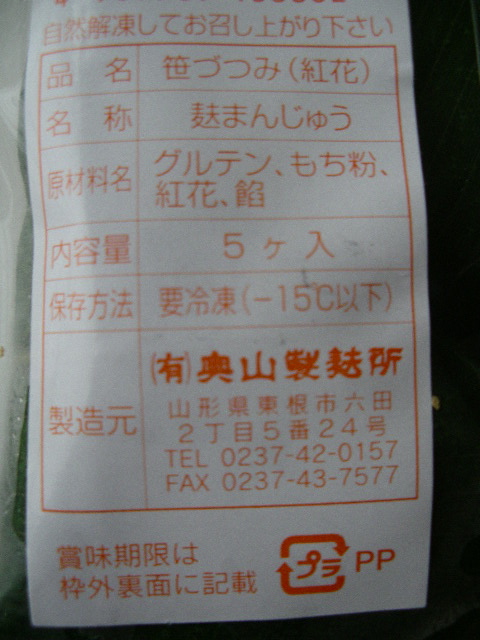 自然解凍してお召し上がり下さい
品名 笹づつみ(紅花)
名称 麸まんじゅう
原材料名 グルテン、もち粉、
紅花、餡
内容量 5ヶ入
保存方法 要冷凍(-15℃以下)
製造元 (有)奥山製麸所
山形県東根市六田
2丁目5番24号
TEL 0237-42-0157
FAX 0237-43-7577
賞味期限は
枠外裏面に記載
プラ PP